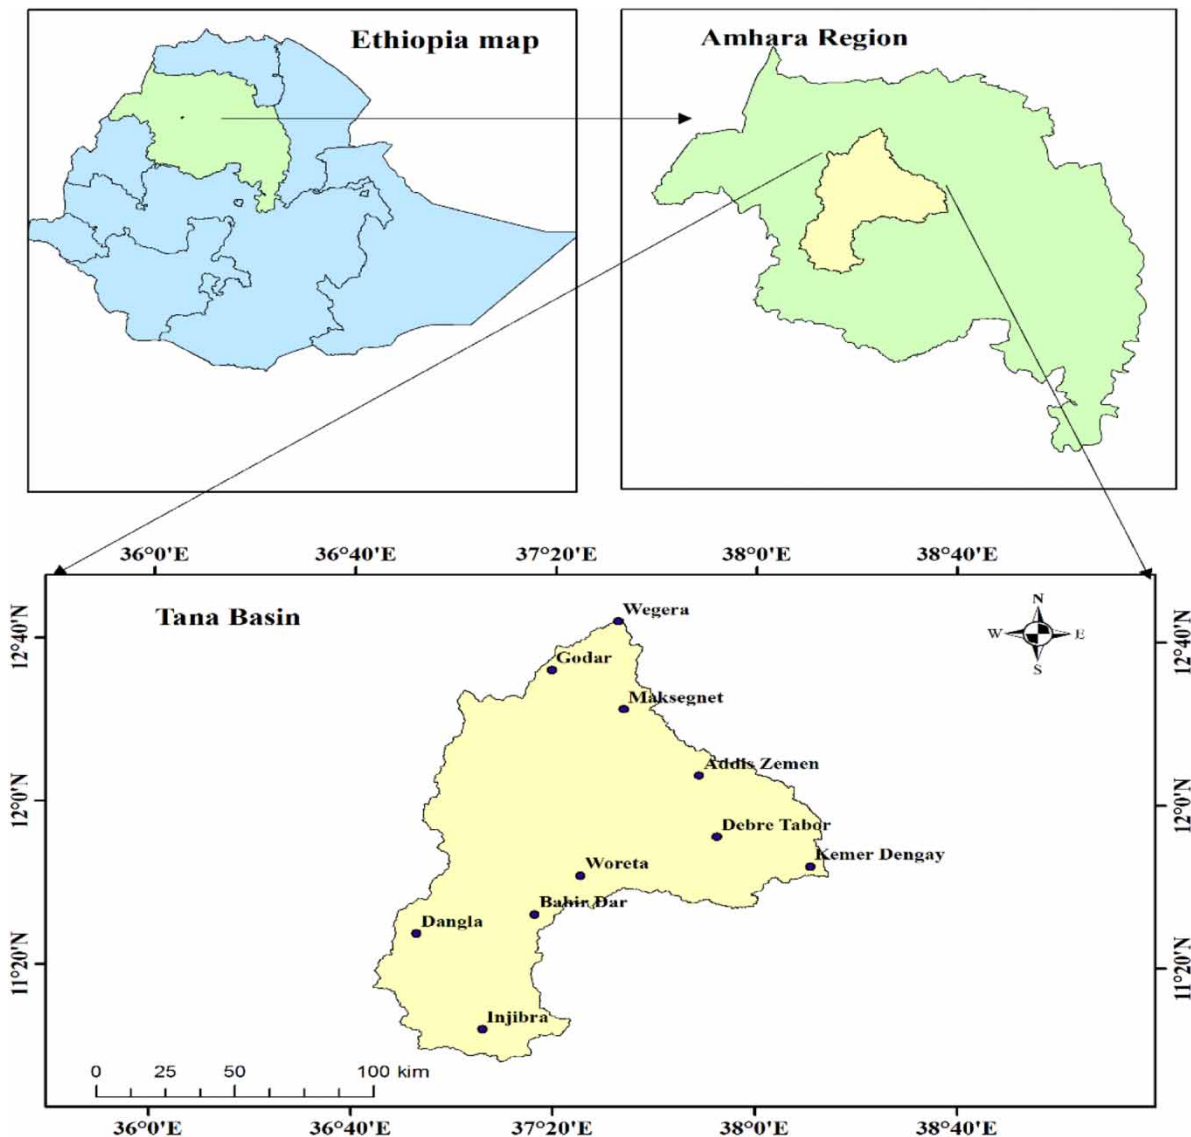 Ethiopia map
Amhara Region
36°0'E 36°40'E 37°20'E 38°0'E 38°40'E
Tana Basin
N
W E
S
12°40'N
12°40'N
Wegera
Godar
Maksegnet
Addis Zemen
12°0'N
12°0'N
Debre Tabor
Kemer Dengay
Woreta
Bahir Dar
Dangla
11°20'N
11°20'N
Injibra
0 25 50 100 km
36°0'E 36°40'E 37°20'E 38°0'E 38°40'E